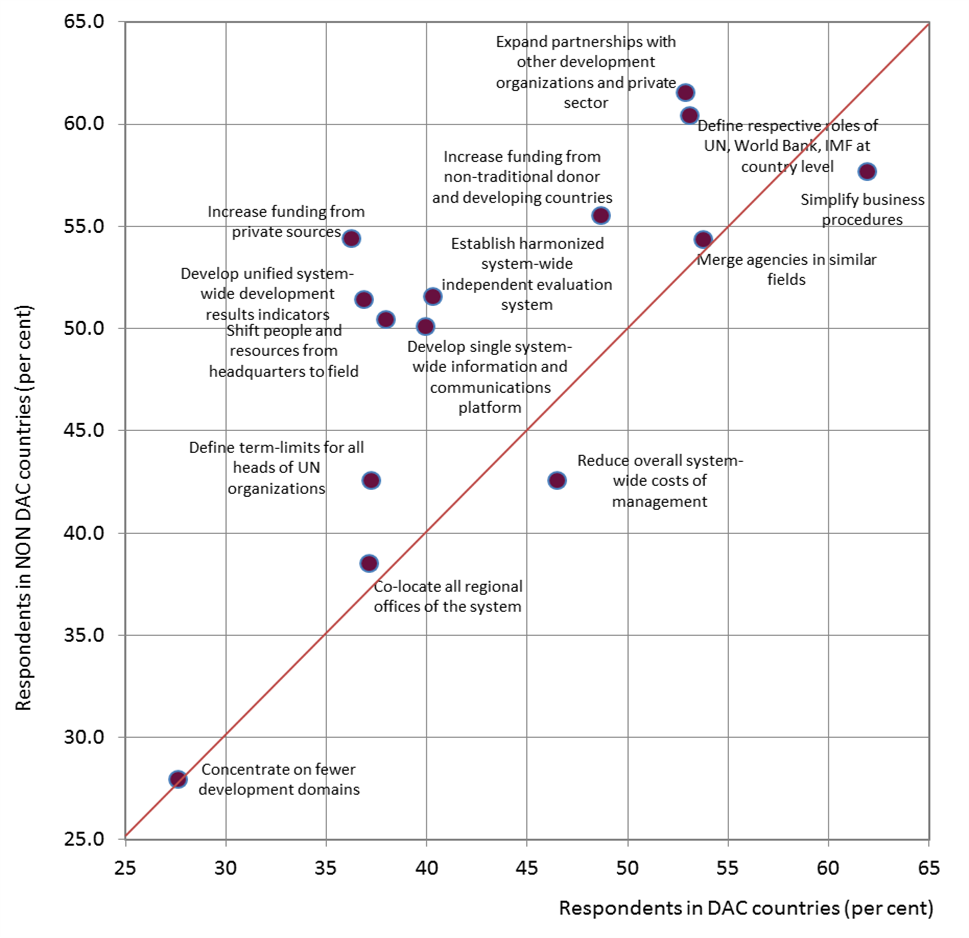 65.0
Expand partnerships with
other development
organizations and private
sector
60.0
Define respective roles of
UN, World Bank, IMF at
country level
Increase funding from
non-traditional donor
and developing countries
Simplify business
procedures
55.0
Increase funding from
private sources
Establish harmonized
system-wide
independent evaluation
system
Merge agencies in similar
fields
Develop unified system-
wide development
results indicators
50.0
Shift people and
resources from
headquarters to field
Develop single system-
wide information and
communications
platform
45.0
Define term-limits for all
heads of UN
organizations
Reduce overall system-
wide costs of
management
40.0
Co-locate all regional
offices of the system
35.0
30.0
Concentrate on fewer
development domains
25.0
Respondents in NON DAC countries (per cent)
25 30 35 40 45 50 55 60 65
Respondents in DAC countries (per cent)